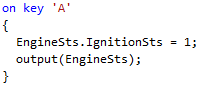 on key 'A'
{
  EngineSts.IgnitionSts = 1;
  output(EngineSts);
}